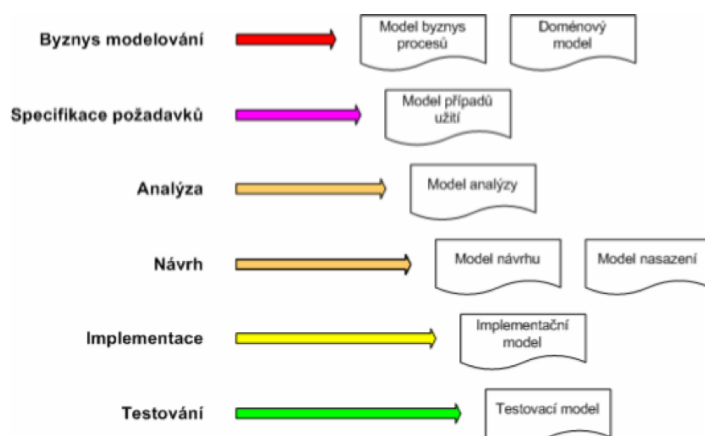 Byznys modelování
Model byznys
procesů
Doménový
model
Specifikace požadavků
Model případů
užití
Analýza
Model analýzy
Návrh
Model návrhu
Model nasazení
Implementace
Implementační
model
Testování
Testovací model